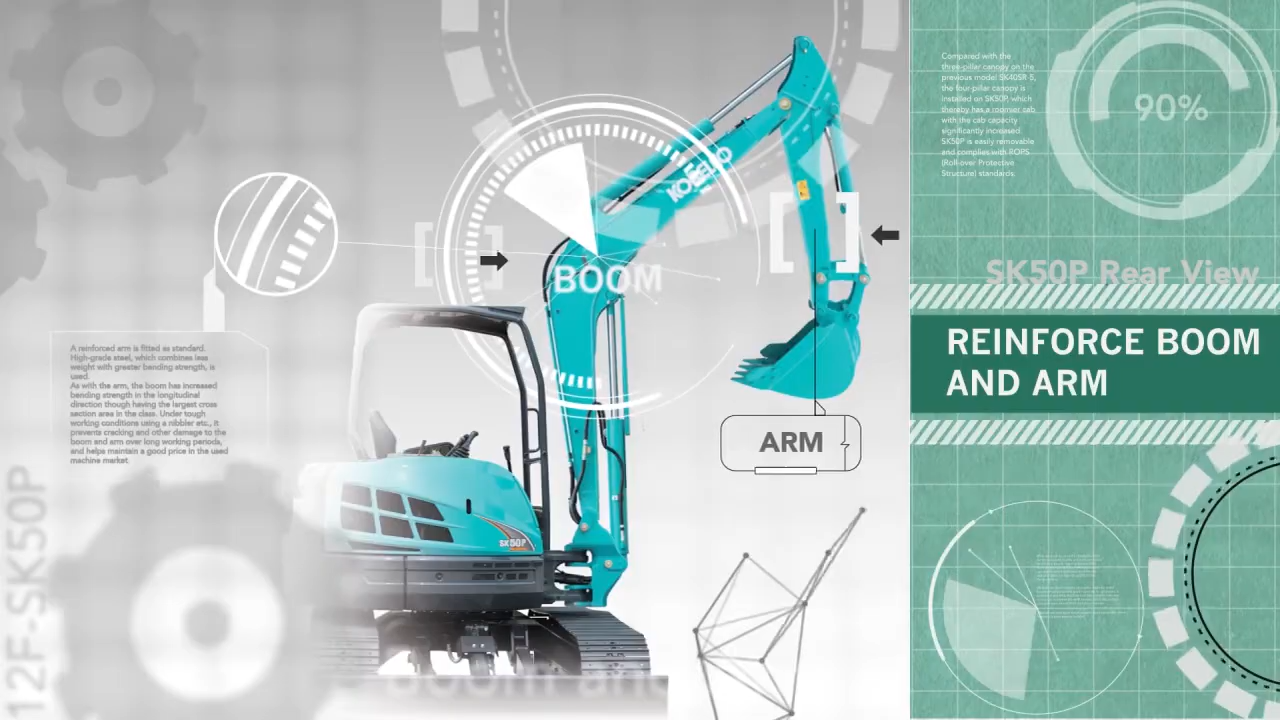 Compared with the
three-pillar canopy on the
previous model SK40SR-5,
the four-pillar canopy is
installed on SK50P, which
thereby has a roomier cab
with the cab capacity
significantly increased.
SK50P is easily removable
and complies with ROPS
(Roll-over Protective
Structure) standards.
90%
KOBELCO
BOOM
SK50P Rear View
REINFORCE BOOM
AND ARM
A reinforced arm is fitted as standard.
High-grade steel, which combines less
weight with greater bending strength, is
used.
As with the arm, the boom has increased
bending strength in the longitudinal
direction though having the largest cross
section area in the class. Under tough
working conditions using a nibbler etc., it
prevents cracking and other damage to the
boom and arm over long working periods,
and helps maintain a good price in the used
machine market.
ARM
SK50P
12F-SK50P
Boom and